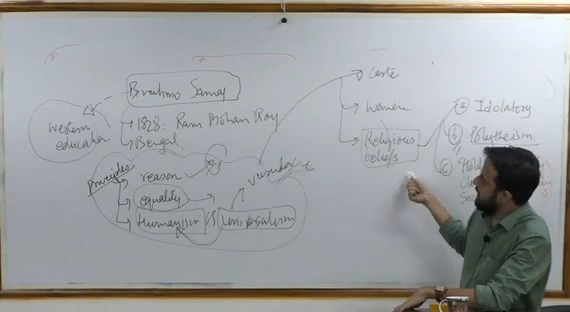 Brahmo Samaj
western
education
1828. Ram Mohan Roy
Bengal.
principles
reason
equality
Humanism
vs
Universalism
Caste
Women
Religious
beliefs
a Idolatory
b Polytheism
c